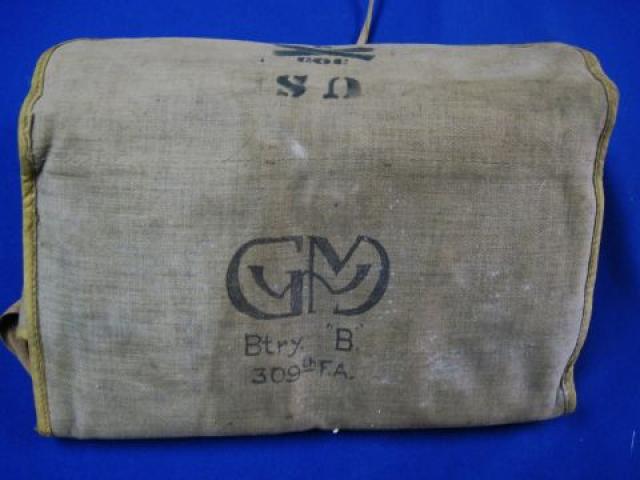 US
Btry. "B."
309th F.A.